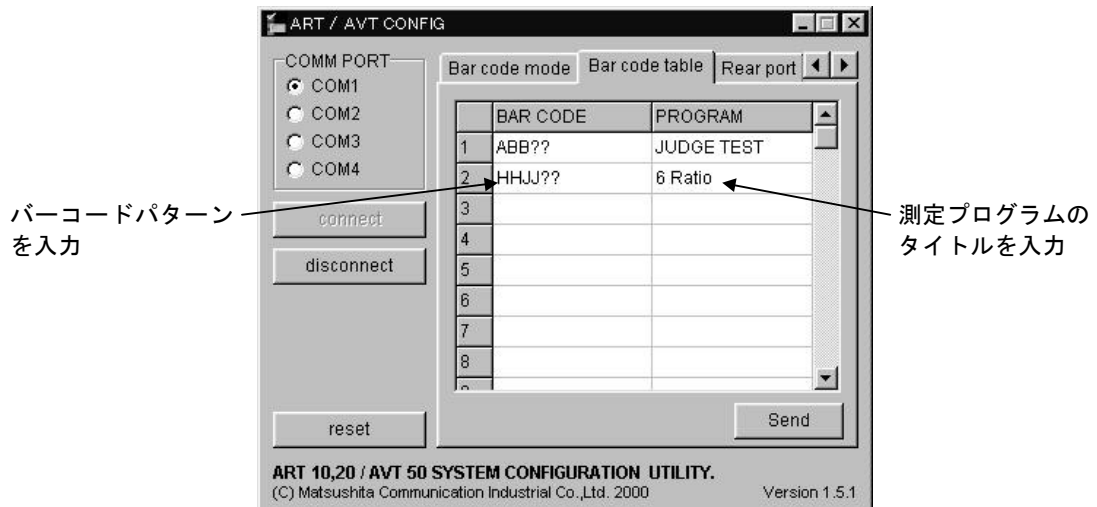 ART / AVT CONFIG
COMM PORT
COM1
COM2
COM3
COM4
connect
disconnect
reset
Bar code mode
Bar code table
Rear port
BAR CODE
PROGRAM
1
ABB??
JUDGE TEST
2
HHJJ??
6 Ratio
3
4
5
6
7
8
Send
バーコードパターン
を入力
測定プログラムの
タイトルを入力
ART 10,20 / AVT 50 SYSTEM CONFIGURATION UTILITY.
(C) Matsushita Communication Industrial Co.,Ltd. 2000
Version 1.5.1